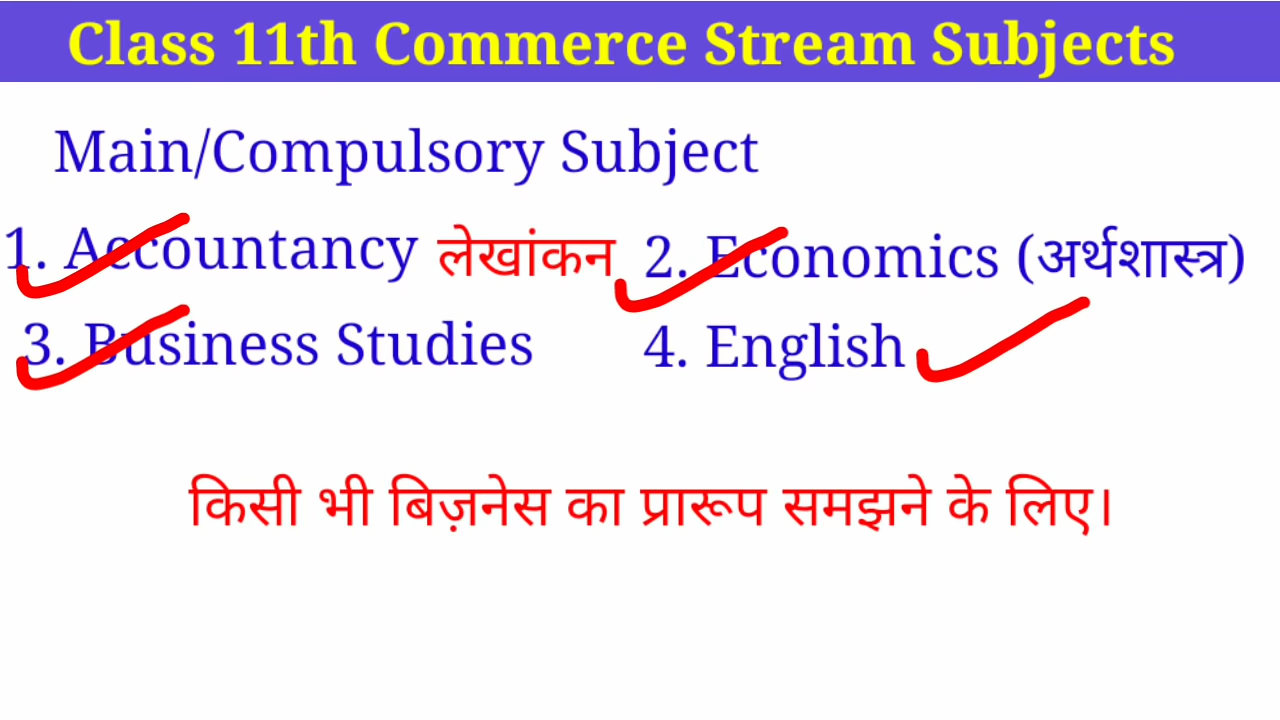 Class 11th Commerce Stream Subjects
Main/Compulsory Subject
1. Accountancy लेखांकन 2. Economics (अर्थशास्त्र)
3. Business Studies 4. English
किसी भी बिज़नेस का प्रारूप समझने के लिए।